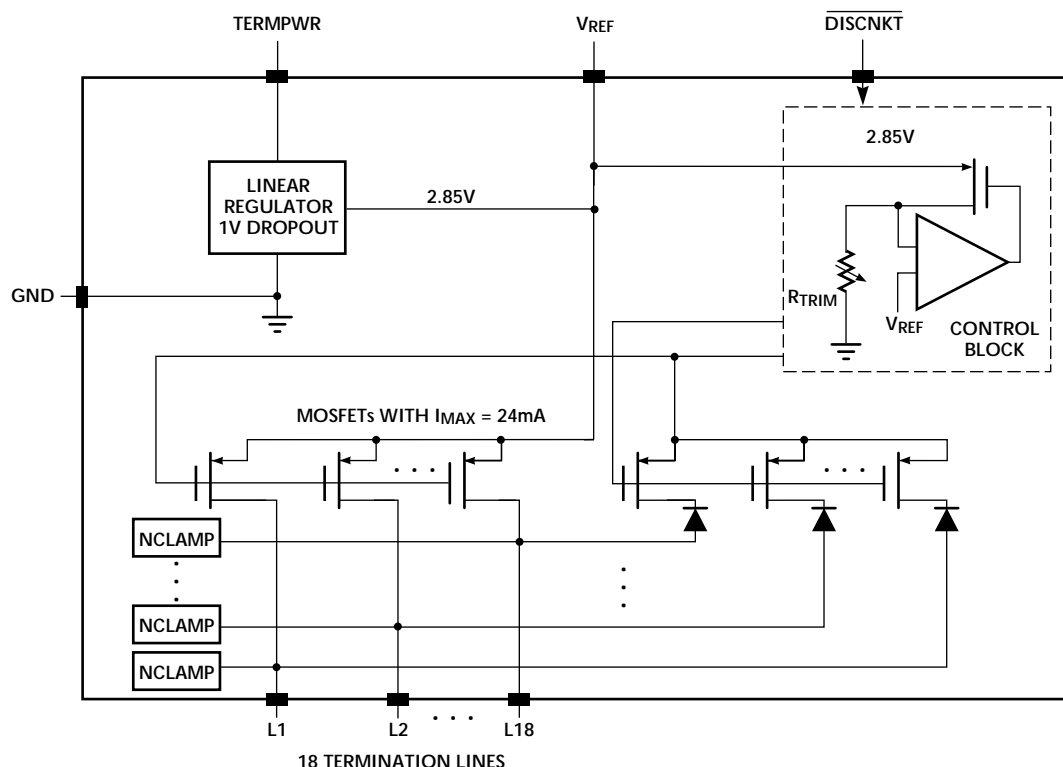 TERMPWR
VREF
DISCNKT
2.85V
LINEAR
REGULATOR
1V DROPOUT
2.85V
GND
RTRIM
VREF
CONTROL
BLOCK
MOSFETs WITH IMAX = 24mA
NCLAMP
NCLAMP
NCLAMP
L1
L2
L18
18 TERMINATION LINES